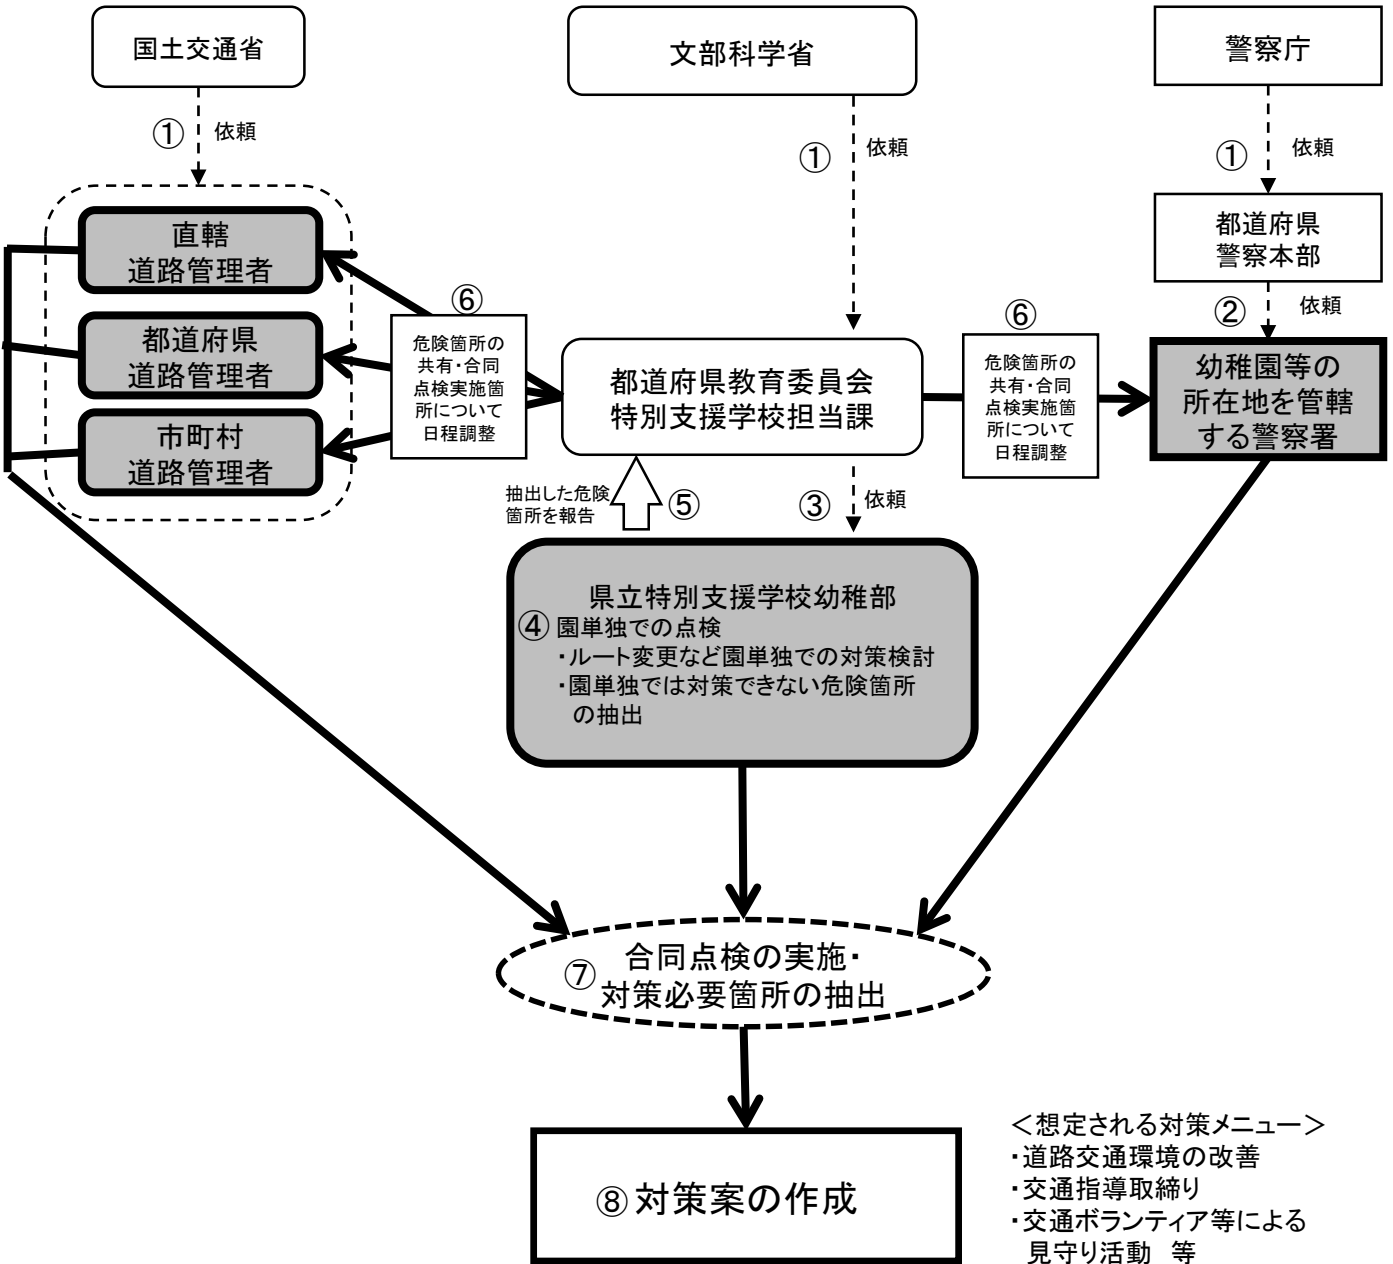 国土交通省
文部科学省
警察庁
①
依頼
①
依頼
①
依頼
都道府県
警察本部
②
依頼
直轄
道路管理者
都道府県
道路管理者
市町村
道路管理者
⑥
危険箇所の
共有・合同
点検実施箇
所について
日程調整
都道府県教育委員会
特別支援学校担当課
⑥
危険箇所の
共有・合同
点検実施箇
所について
日程調整
幼稚園等の
所在地を管轄
する警察署
抽出した危険
箇所を報告
⑤
③
依頼
県立特別支援学校幼稚部
④園単独での点検
・ルート変更など園単独での対策検討
・園単独では対策できない危険箇所
の抽出
⑦
合同点検の実施・
対策必要箇所の抽出
⑧対策案の作成
＜想定される対策メニュー＞
・道路交通環境の改善
・交通指導取締り
・交通ボランティア等による
見守り活動　等